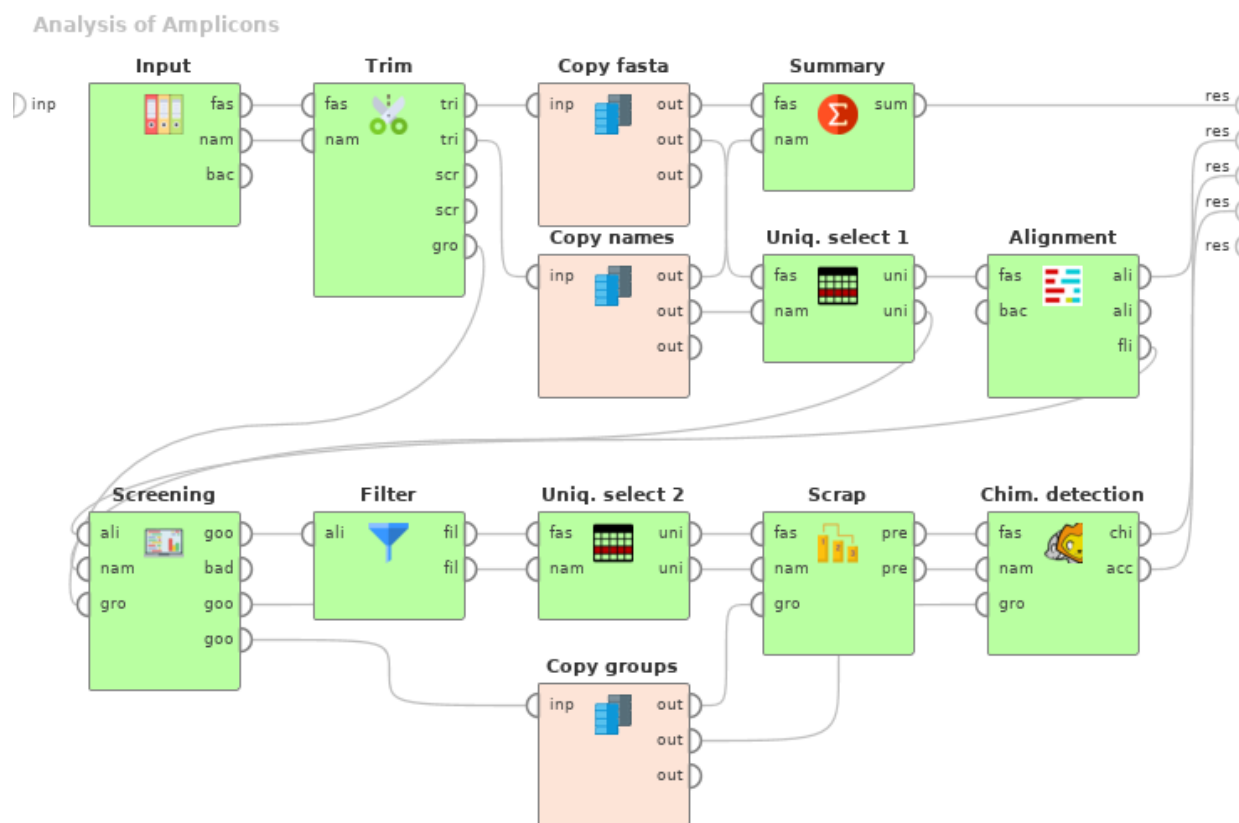 Analysis of Amplicons
Input Trim Copy fasta Summary
inp fas fas tri inp out fas sum res
nam nam tri out nam res
bac scr out res
scr res
gro Copy names Uniq. select 1 Alignment res
inp out fas uni fas ali
out nam uni bac ali
out fli
Screening Filter Uniq. select 2 Scrap Chim. detection
ali goo ali fil fas uni fas pre fas chi
nam bad fil nam uni nam pre nam acc
gro goo gro gro
goo
Copy groups
inp out
out
out
Σ
1 2 3